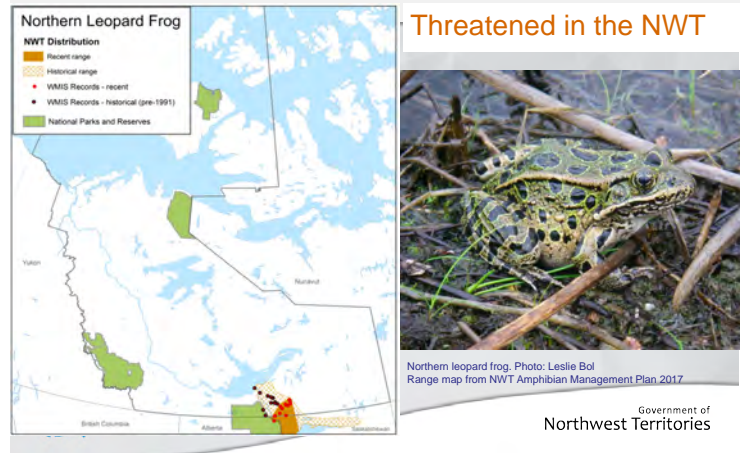 Northern Leopard Frog
NWT Distribution
Recent range
Historical range
WMIS Records - recent
WMIS Records - historical (pre-1991)
National Parks and Reserves
Yukon
Nunavut
British Columbia
Alberta
Saskatchewan
Threatened in the NWT
Northern leopard frog. Photo: Leslie Bol
Range map from NWT Amphibian Management Plan 2017
Government of
Northwest Territories